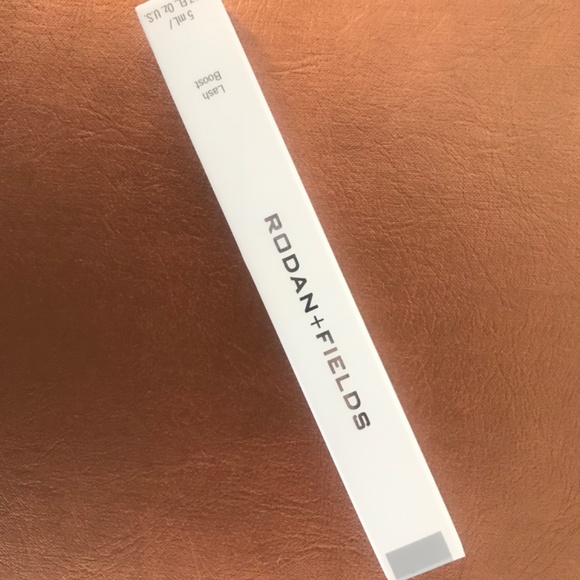 RODAN+FIELDS
Lash
Boost
5 mL/
FL. Oz. U.S.